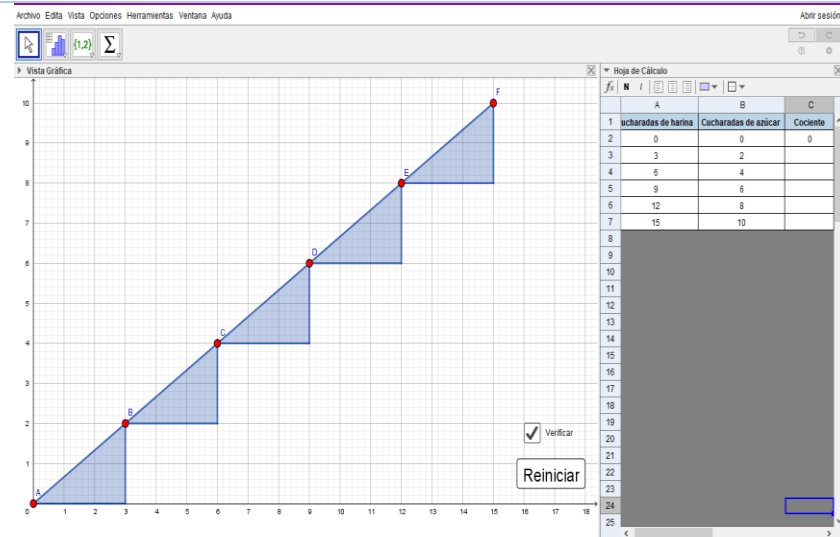 Archivo Edita Vista Opciones Herramientas Ventana Ayuda
Abrir sesión
{1,2}
Σ
Vista Gráfica
Hoja de Cálculo
fx N I
A B C
1 ucharadas de harina Cucharadas de azúcar Cociente
2 0 0 0
3 3 2
4 6 4
5 9 6
6 12 8
7 15 10
8
9
10
11
12
13
14
15
16
17
18
19
20
21
22
23
24
25
10
9
8
7
6
5
4
3
2
1
F
E
D
C
B
A
Verificar
Reiniciar
0 1 2 3 4 5 6 7 8 9 10 11 12 13 14 15 16 17 18